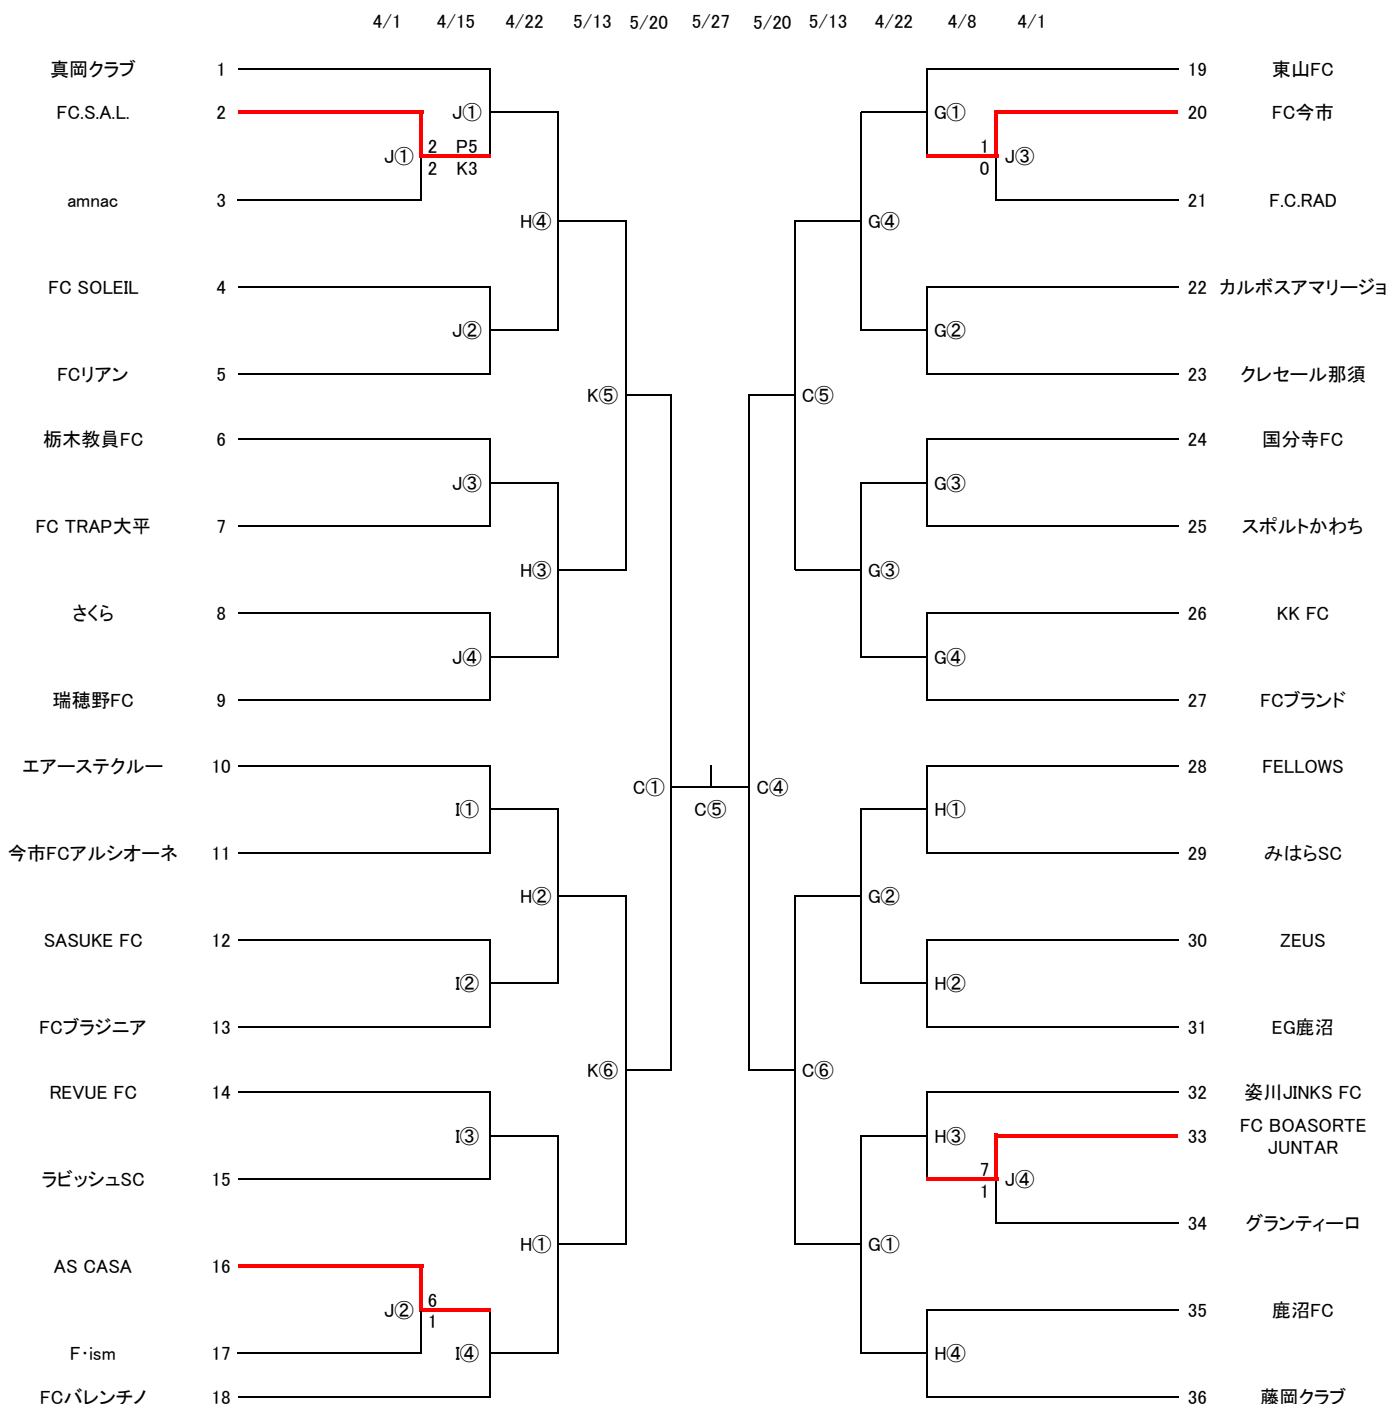 4/1 4/15 4/22 5/13 5/20 5/27 5/20 5/13 4/22 4/8 4/1
真岡クラブ 1 19 東山FC
FC.S.A.L. 2 J① G① 20 FC今市
J① 2 P5 1 J③
2 K3 0
amnac 3 21 F.C.RAD
H④ G④
FC SOLEIL 4 22 カルボスアマリージョ
J② G②
FCリアン 5 23 クレセール那須
K⑤ C⑤
栃木教員FC 6 24 国分寺FC
J③ G③
FC TRAP大平 7 25 スポルトかわち
H③ G③
さくら 8 26 KK FC
J④ G④
瑞穂野FC 9 27 FCブランド
エアーステクルー 10 28 FELLOWS
C① C④
I① C⑤ H①
今市FCアルシオーネ 11 29 みはらSC
H② G②
SASUKE FC 12 30 ZEUS
I② H②
FCブラジニア 13 31 EG鹿沼
K⑥ C⑥
REVUE FC 14 32 姿川JINKS FC
I③ H③ 33 FC BOASORTE
JUNTAR
ラビッシュSC 15 7 J④
1
34 グランティーロ
H① G①
AS CASA 16
J② 6 35 鹿沼FC
1
F･ism 17 I④ H④
FCバレンチノ 18 36 藤岡クラブ